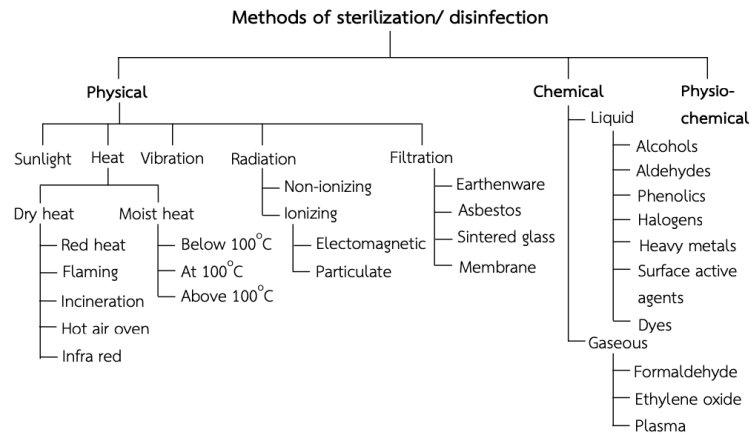 Methods of sterilization/ disinfection
Physical
Chemical
Physio-
chemical
Sunlight
Heat
Vibration
Radiation
Filtration
Dry heat
Red heat
Flaming
Incineration
Hot air oven
Infra red
Moist heat
Below 100°C
At 100°C
Above 100°C
Non-ionizing
Ionizing
Electomagnetic
Particulate
Earthenware
Asbestos
Sintered glass
Membrane
Liquid
Alcohols
Aldehydes
Phenolics
Halogens
Heavy metals
Surface active
agents
Dyes
Gaseous
Formaldehyde
Ethylene oxide
Plasma